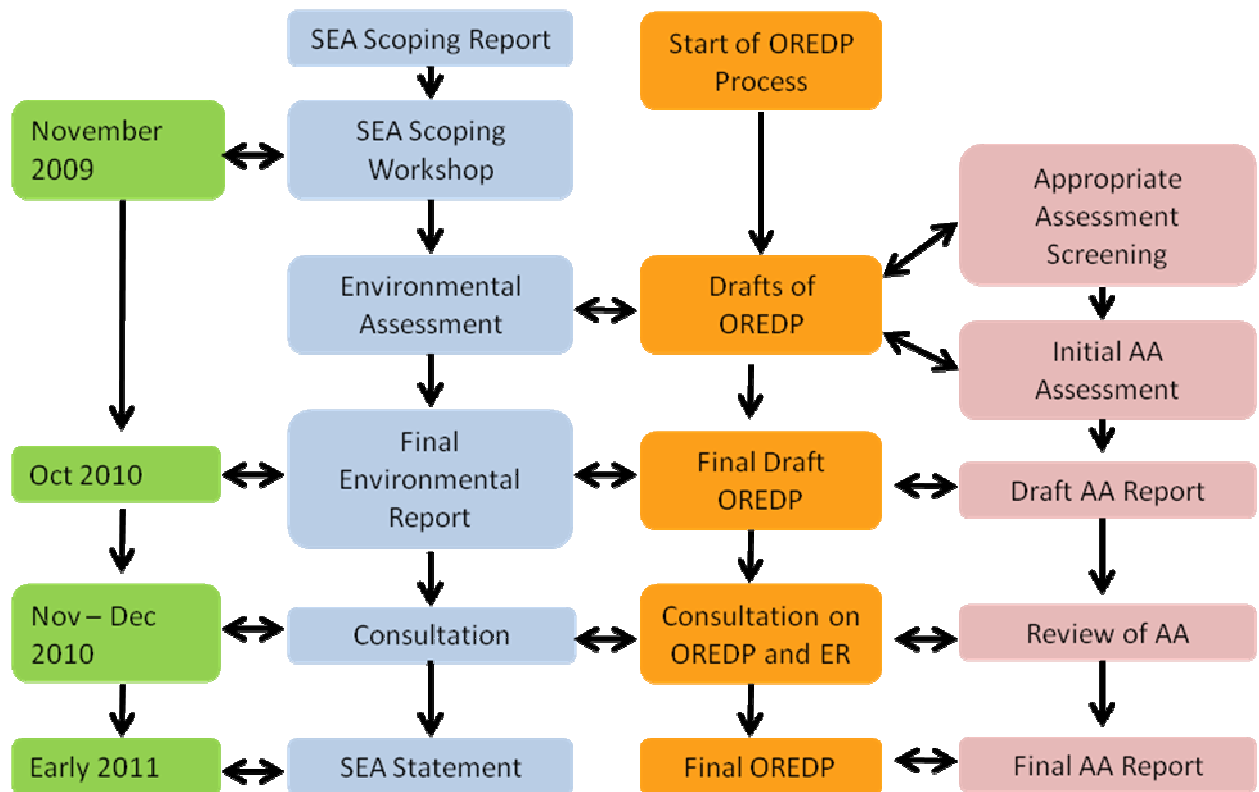 SEA Scoping Report
Start of OREDP
Process
November
2009
SEA Scoping
Workshop
Appropriate
Assessment
Screening
Environmental
Assessment
Drafts of
OREDP
Initial AA
Assessment
Oct 2010
Final
Environmental
Report
Final Draft
OREDP
Draft AA Report
Nov – Dec
2010
Consultation
Consultation on
OREDP and ER
Review of AA
Early 2011
SEA Statement
Final OREDP
Final AA Report